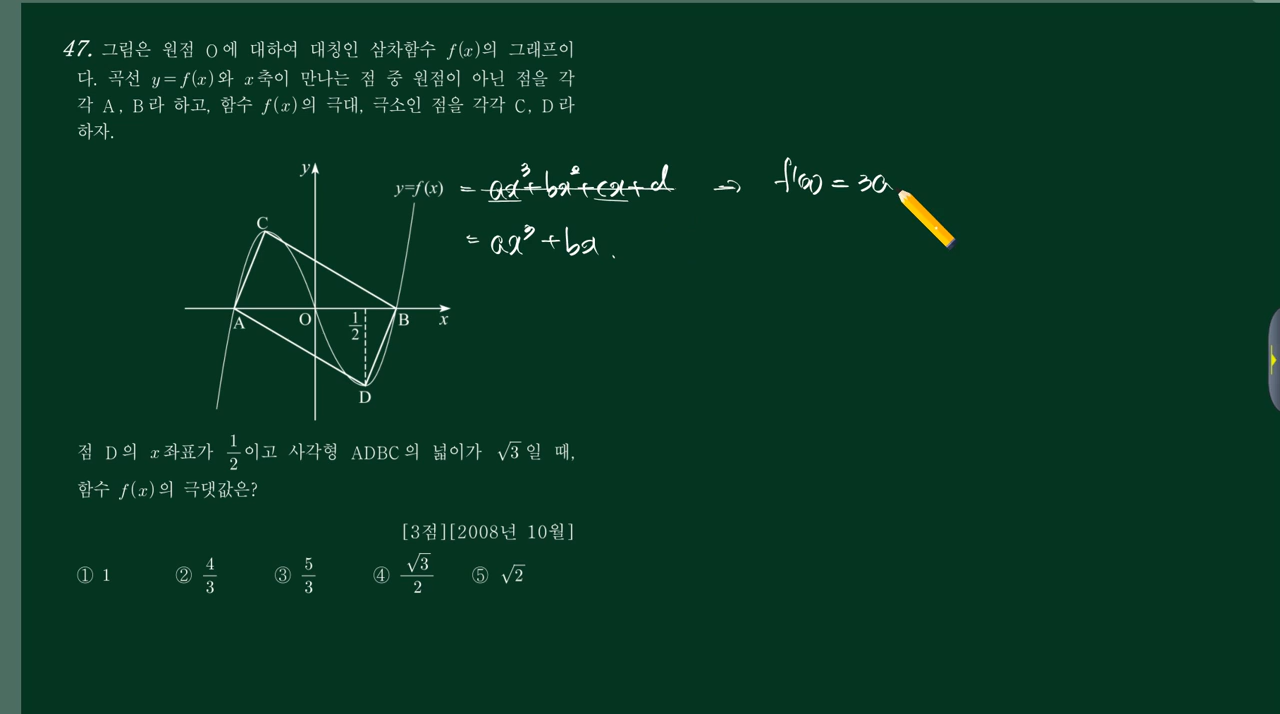 47. 그림은 원점 O에 대하여 대칭인 삼차함수 f(x)의 그래프이
다. 곡선 y=f(x)와 x축이 만나는 점 중 원점이 아닌 점을 각
각 A, B라 하고, 함수 f(x)의 극대, 극소인 점을 각각 C, D라
하자.
y
y=f(x) = ax³+bx²+cx+d ⇒ f'(x) = 3a
= ax³+bx.
C
A O 1/2 B x
D
점 D의 x좌표가 1/2이고 사각형 ADBC의 넓이가 √3일 때,
함수 f(x)의 극댓값은?
[3점][2008년 10월]
① 1 ② 4/3 ③ 5/3 ④ √3/2 ⑤ √2